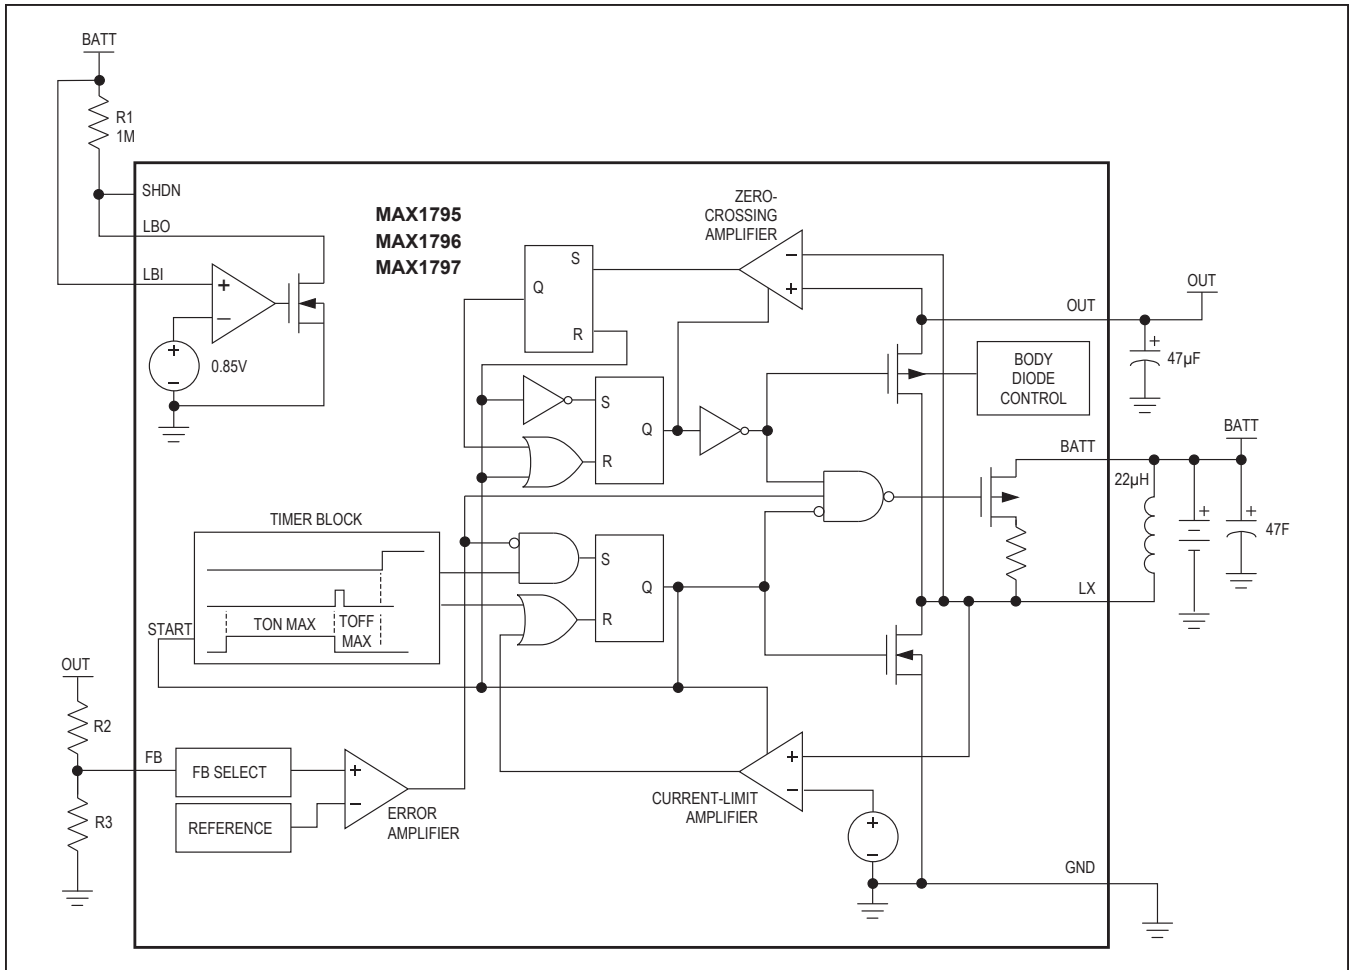 BATT
R1
1M
SHDN
LBO
LBI
+
−
+
−
0.85V
MAX1795
MAX1796
MAX1797
ZERO-
CROSSING
AMPLIFIER
−
+
S
Q
R
OUT
OUT
+
47µF
BODY
DIODE
CONTROL
S
Q
R
BATT
BATT
22µH
+
+
47F
TIMER BLOCK
TON MAX
TOFF
MAX
START
S
Q
R
LX
OUT
R2
FB
R3
FB SELECT
REFERENCE
+
−
ERROR
AMPLIFIER
CURRENT-LIMIT
AMPLIFIER
+
−
+
−
GND